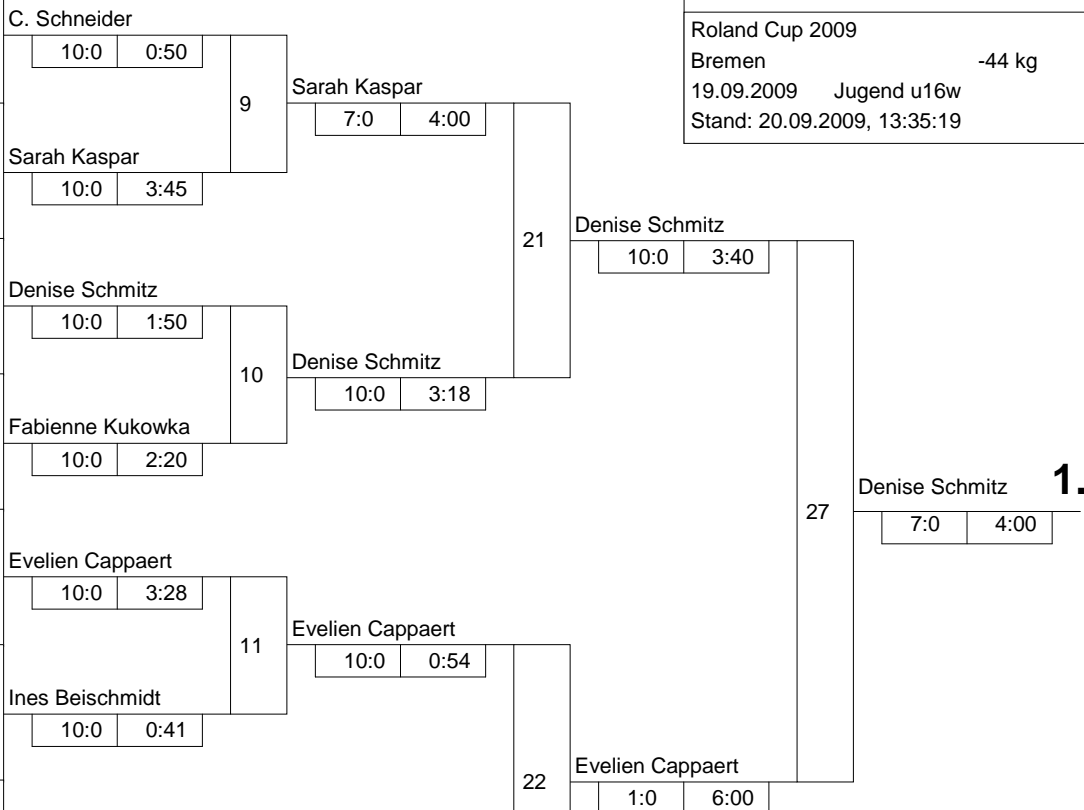 C. Schneider
10:0 0:50
Roland Cup 2009
Bremen -44 kg
19.09.2009 Jugend u16w
Stand: 20.09.2009, 13:35:19
9
Sarah Kaspar
7:0 4:00
Sarah Kaspar
10:0 3:45
21
Denise Schmitz
10:0 3:40
Denise Schmitz
10:0 1:50
10
Denise Schmitz
10:0 3:18
Fabienne Kukowka
10:0 2:20
27
Denise Schmitz 1.
7:0 4:00
Evelien Cappaert
10:0 3:28
11
Evelien Cappaert
10:0 0:54
Ines Beischmidt
10:0 0:41
22
Evelien Cappaert
1:0 6:00